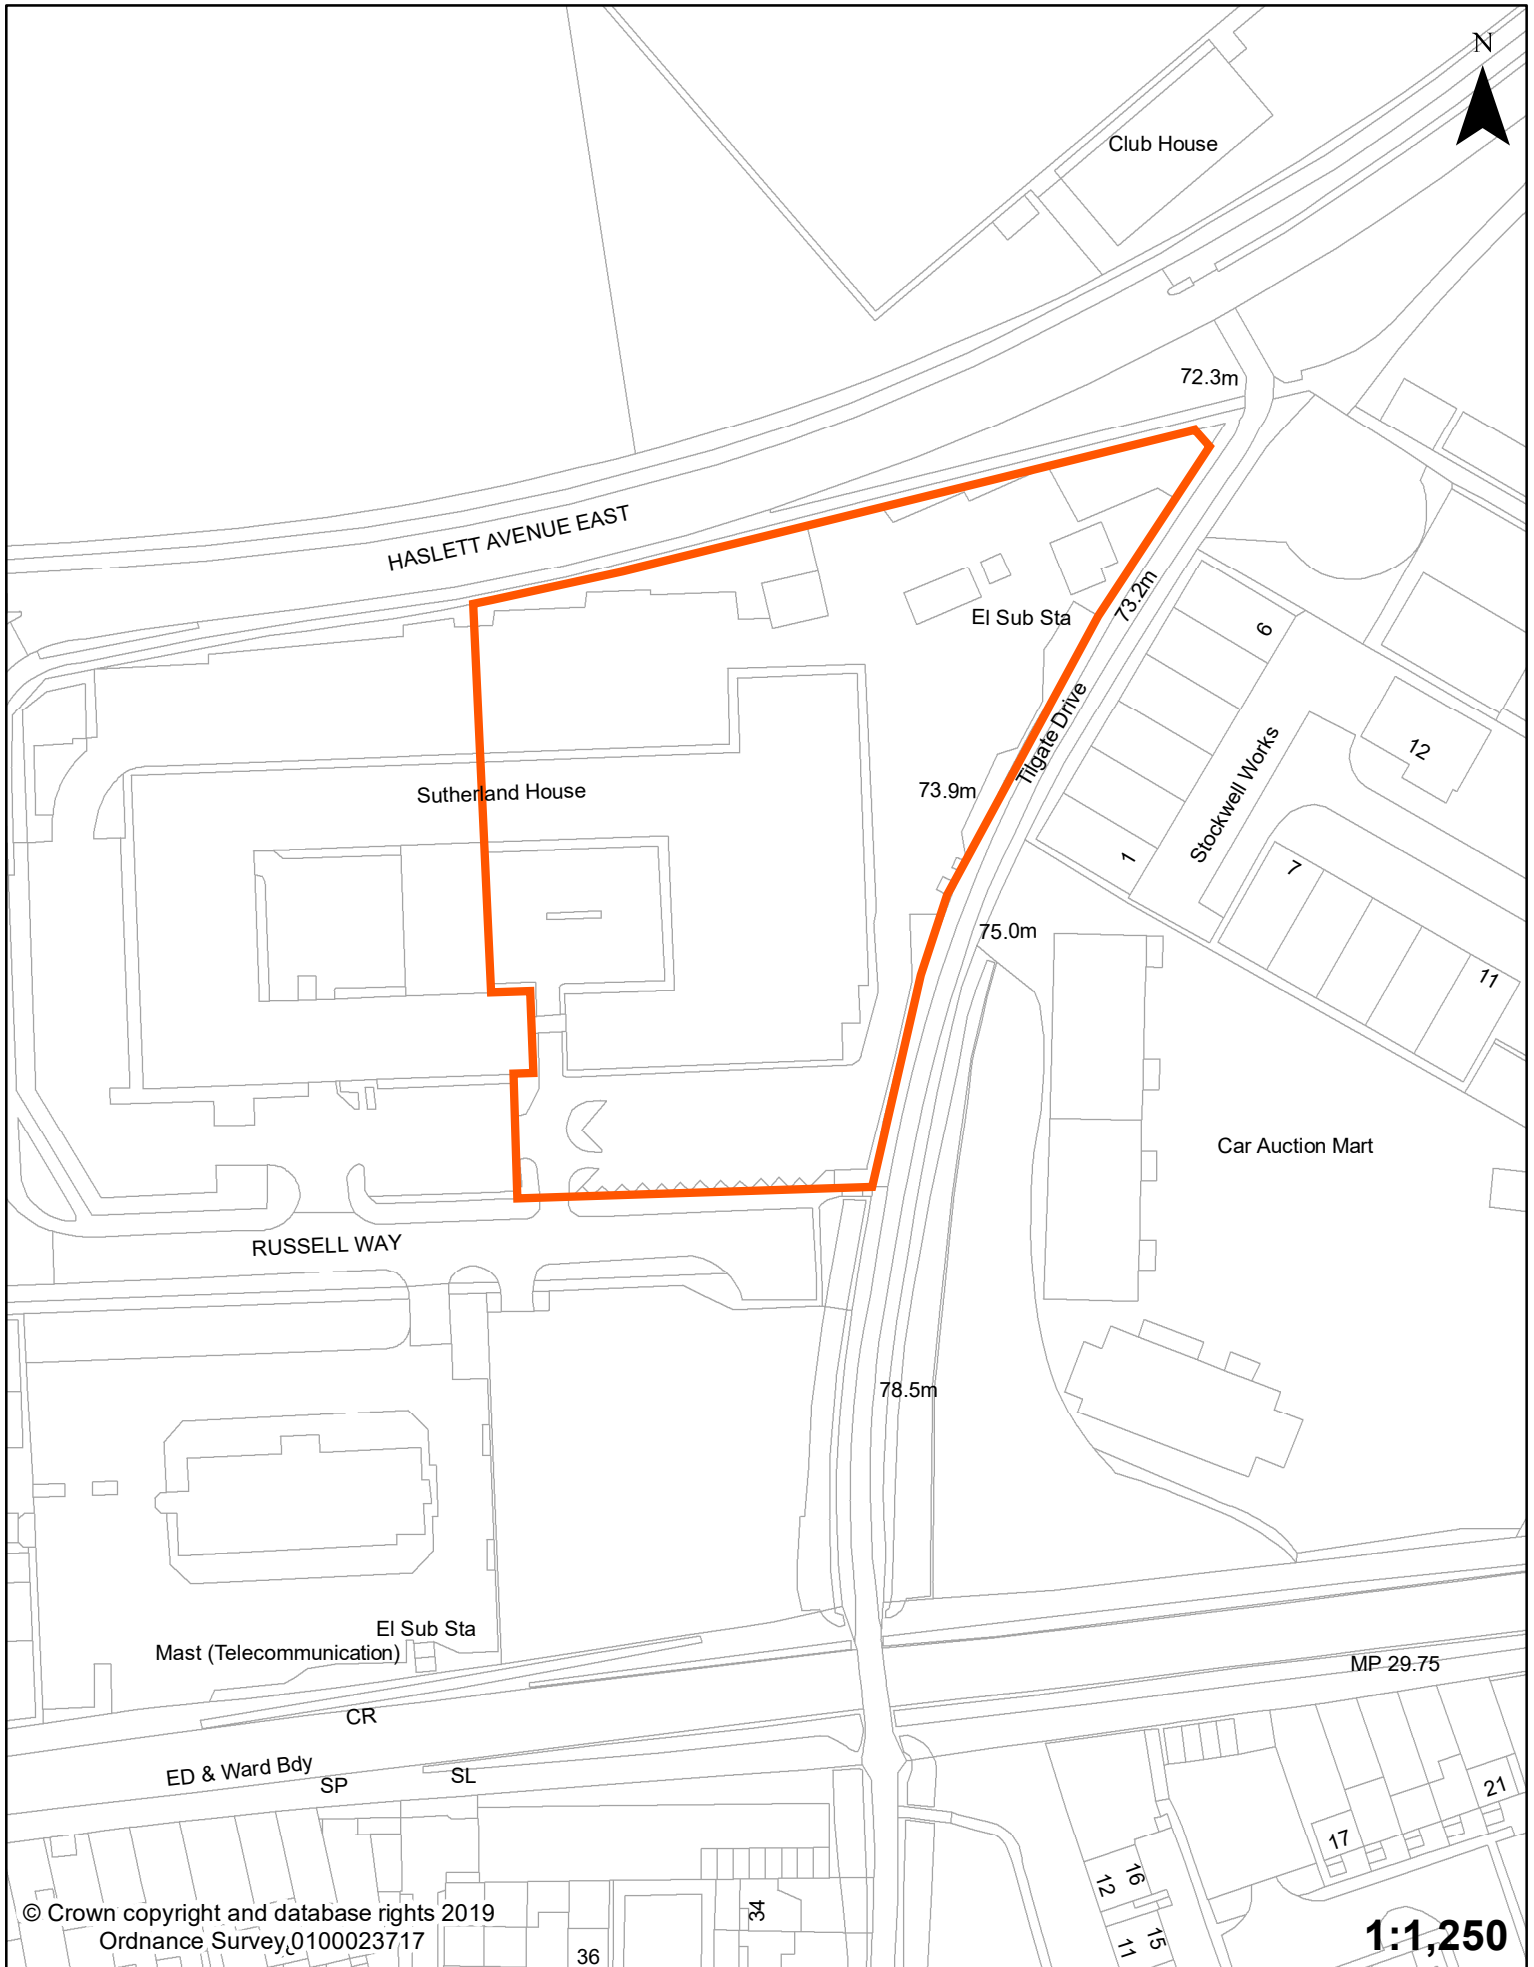 N
Club House
72.3m
HASLETT AVENUE EAST
73.2m
El Sub Sta
6
Tilgate Drive
12
Stockwell Works
73.9m
Sutherland House
1
7
75.0m
11
Car Auction Mart
RUSSELL WAY
78.5m
El Sub Sta
Mast (Telecommunication)
MP 29.75
CR
ED & Ward Bdy
SP
SL
21
17
16
12
34
15
11
36
© Crown copyright and database rights 2019
Ordnance Survey 0100023717
1:1,250